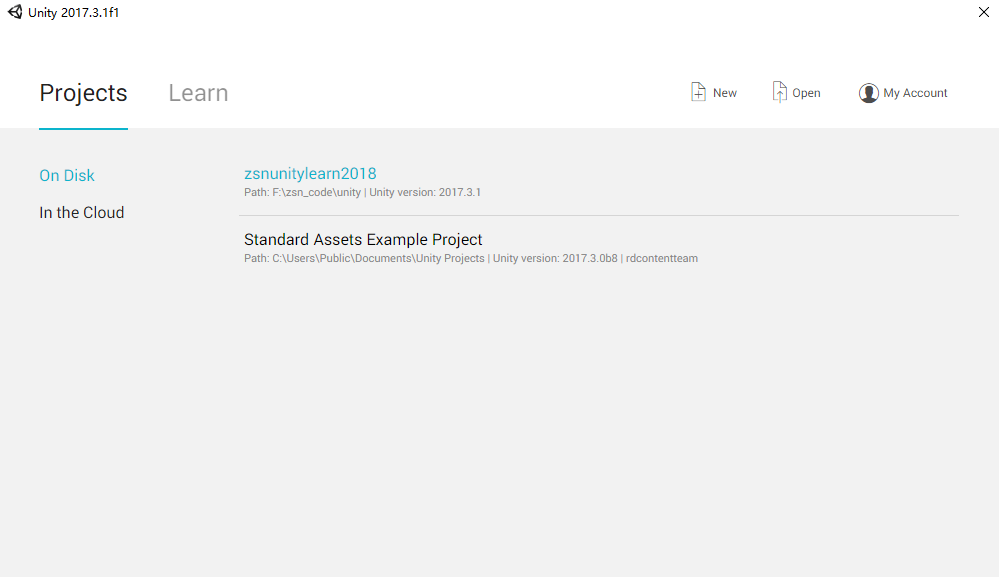 Unity 2017.3.1f1
Projects
Learn
New
Open
My Account
On Disk
In the Cloud
zsnunitylearn2018
Path: F:\zsn_code\unity | Unity version: 2017.3.1
Standard Assets Example Project
Path: C:\Users\Public\Documents\Unity Projects | Unity version: 2017.3.0b8 | rdcontentteam